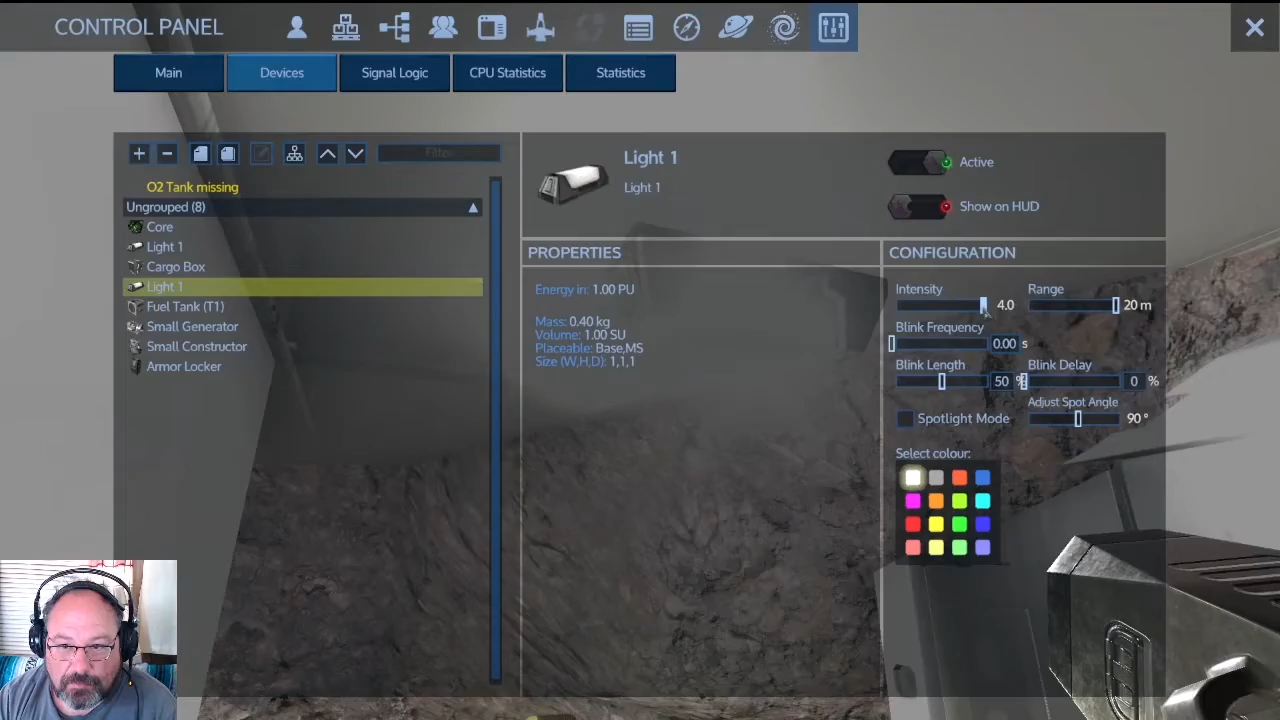 CONTROL PANEL
Main
Devices
Signal Logic
CPU Statistics
Statistics
Filter
O2 Tank missing
Ungrouped (8)
Core
Light 1
Cargo Box
Light 1
Fuel Tank (T1)
Small Generator
Small Constructor
Armor Locker
Light 1
Light 1
Active
Show on HUD
PROPERTIES
Energy in: 1.00 PU
Mass: 0.40 kg
Volume: 1.00 SU
Placeable: Base,MS
Size (W,H,D): 1,1,1
CONFIGURATION
Intensity
4.0
Range
20 m
Blink Frequency
0.00 s
Blink Length
50 %
Blink Delay
0 %
Spotlight Mode
Adjust Spot Angle
90 °
Select colour: